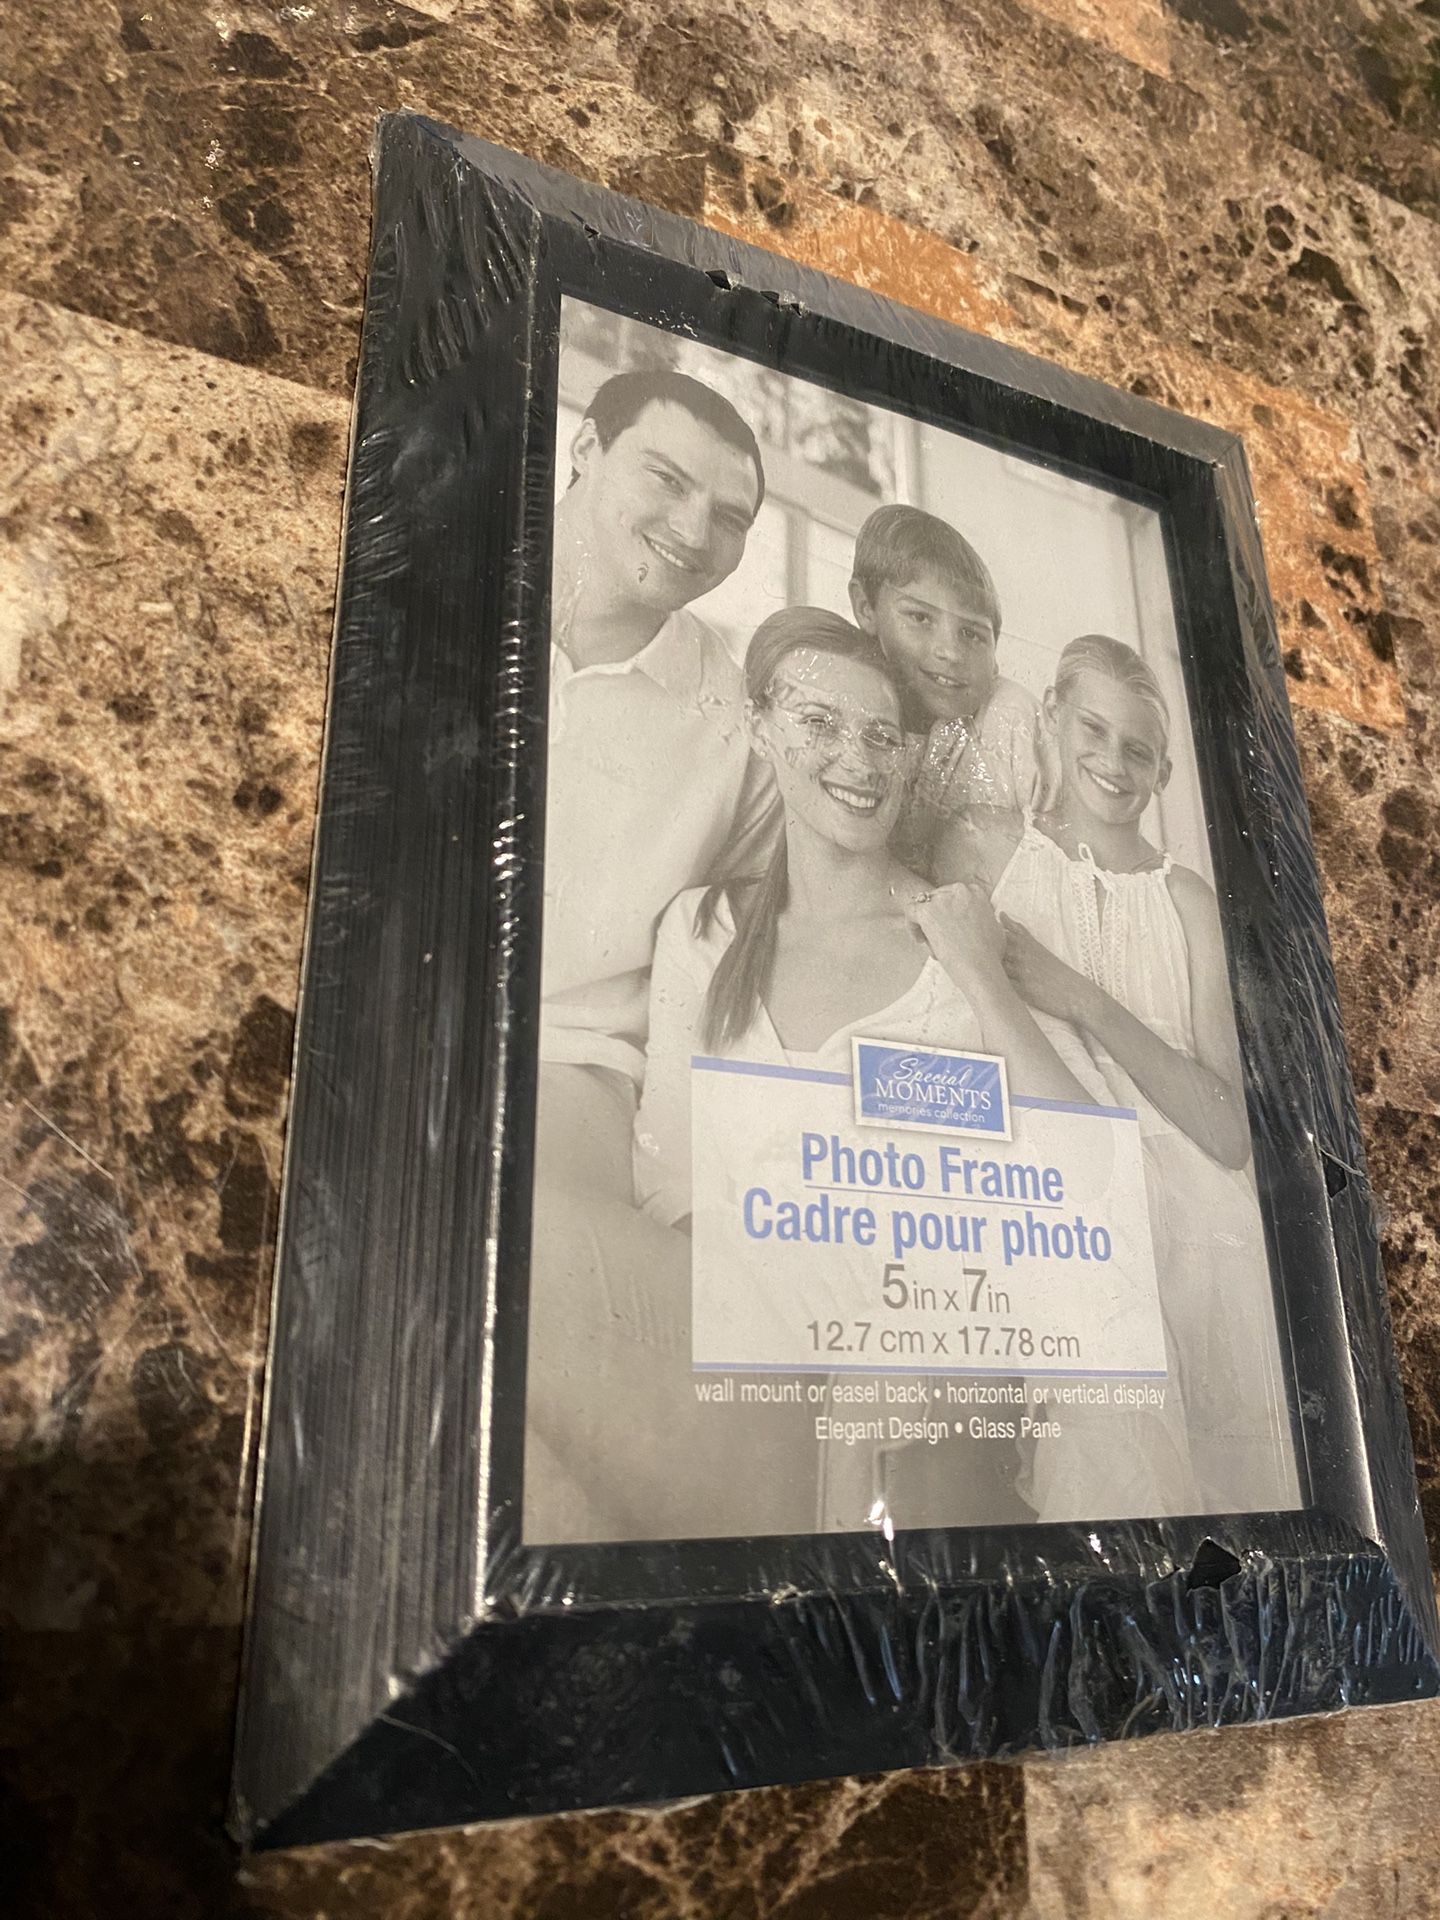 Special
MOMENTS
memories collection
Photo Frame
Cadre pour photo
5in x 7in
12.7 cm x 17.78 cm
wall mount or easel back • horizontal or vertical display
Elegant Design • Glass Pane